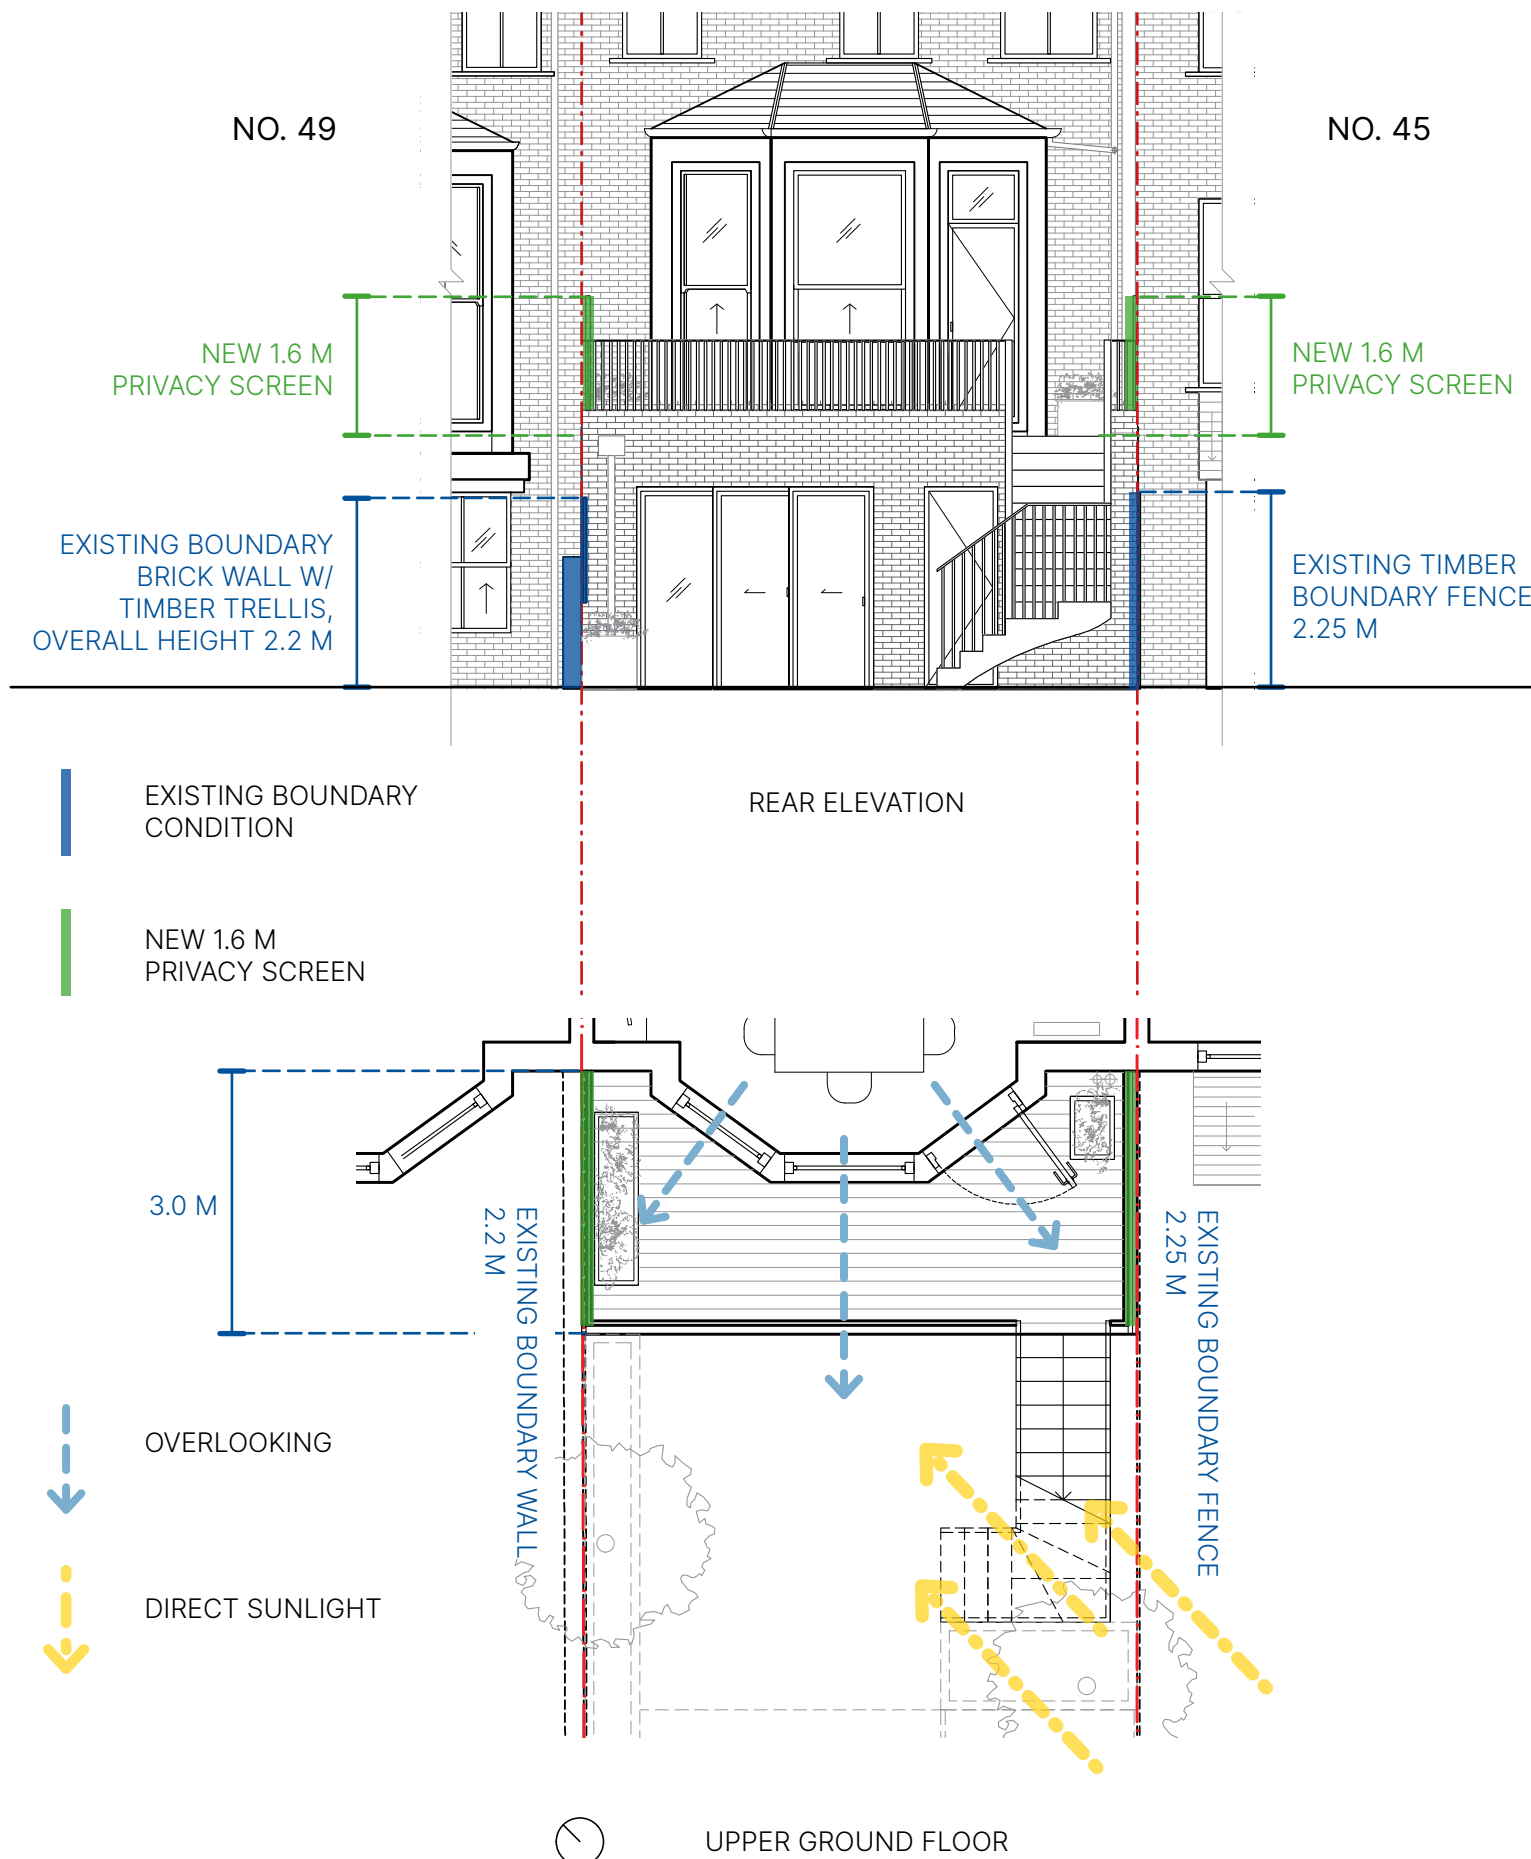 NO. 49
NO. 45
NEW 1.6 M
PRIVACY SCREEN
NEW 1.6 M
PRIVACY SCREEN
EXISTING BOUNDARY
BRICK WALL W/
TIMBER TRELLIS,
OVERALL HEIGHT 2.2 M
EXISTING TIMBER
BOUNDARY FENCE
2.25 M
EXISTING BOUNDARY
CONDITION
REAR ELEVATION
NEW 1.6 M
PRIVACY SCREEN
3.0 M
EXISTING BOUNDARY WALL
2.2 M
EXISTING BOUNDARY FENCE
2.25 M
OVERLOOKING
DIRECT SUNLIGHT
UPPER GROUND FLOOR